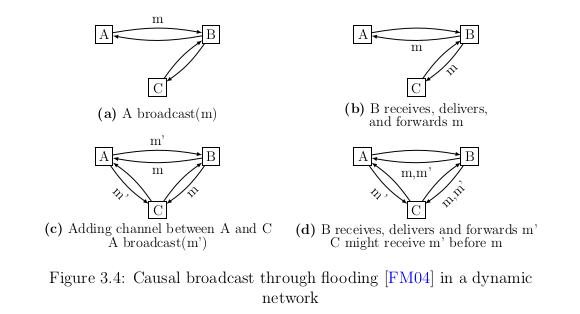 m
A B
C
(a) A broadcast(m)
A B
m
m
C
(b) B receives, delivers,
and forwards m
m'
A B
m
m'
m
C
(c) Adding channel between A and C
A broadcast(m')
A B
m,m'
m'
m,m'
C
(d) B receives, delivers and forwards m'
C might receive m' before m
Figure 3.4: Causal broadcast through flooding [FM04] in a dynamic
network